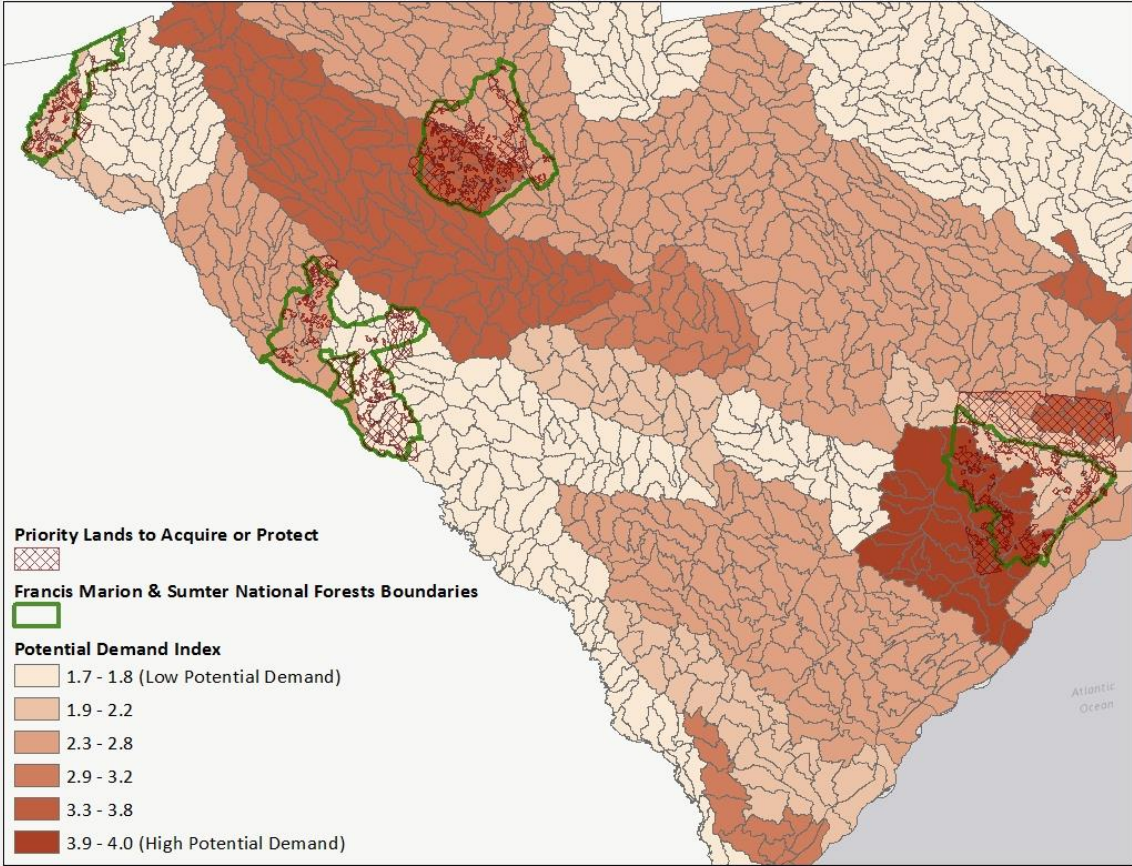 Priority Lands to Acquire or Protect
Francis Marion & Sumter National Forests Boundaries
Potential Demand Index
1.7 - 1.8 (Low Potential Demand)
1.9 - 2.2
2.3 - 2.8
2.9 - 3.2
3.3 - 3.8
3.9 - 4.0 (High Potential Demand)
Atlantic
Ocean